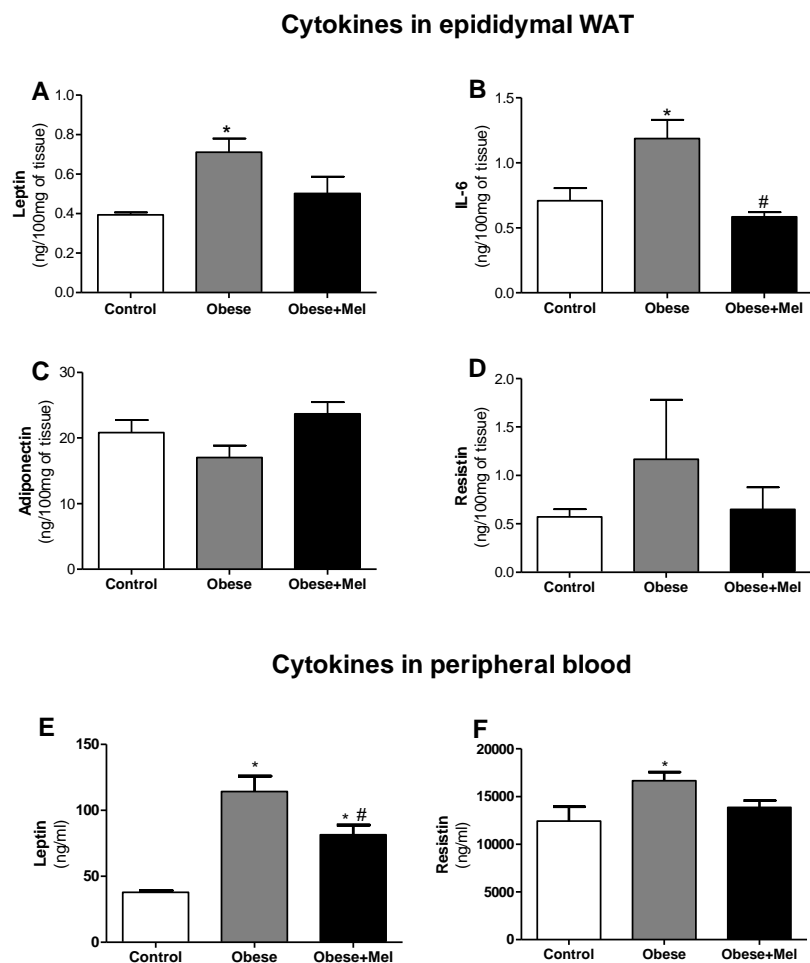 Cytokines in epididymal WAT
A
Leptin
(ng/100mg of tissue)
1.0
0.8
0.6
0.4
0.2
0.0
*
Control Obese Obese+Mel
B
IL-6
(ng/100mg of tissue)
1.5
1.0
0.5
0.0
*
#
Control Obese Obese+Mel
C
Adiponectin
(ng/100mg of tissue)
30
20
10
0
Control Obese Obese+Mel
D
Resistin
(ng/100mg of tissue)
2.0
1.5
1.0
0.5
0.0
Control Obese Obese+Mel
Cytokines in peripheral blood
E
Leptin
(ng/ml)
150
100
50
0
*
* #
Control Obese Obese+Mel
F
Resistin
(ng/ml)
20000
15000
10000
5000
0
*
Control Obese Obese+Mel